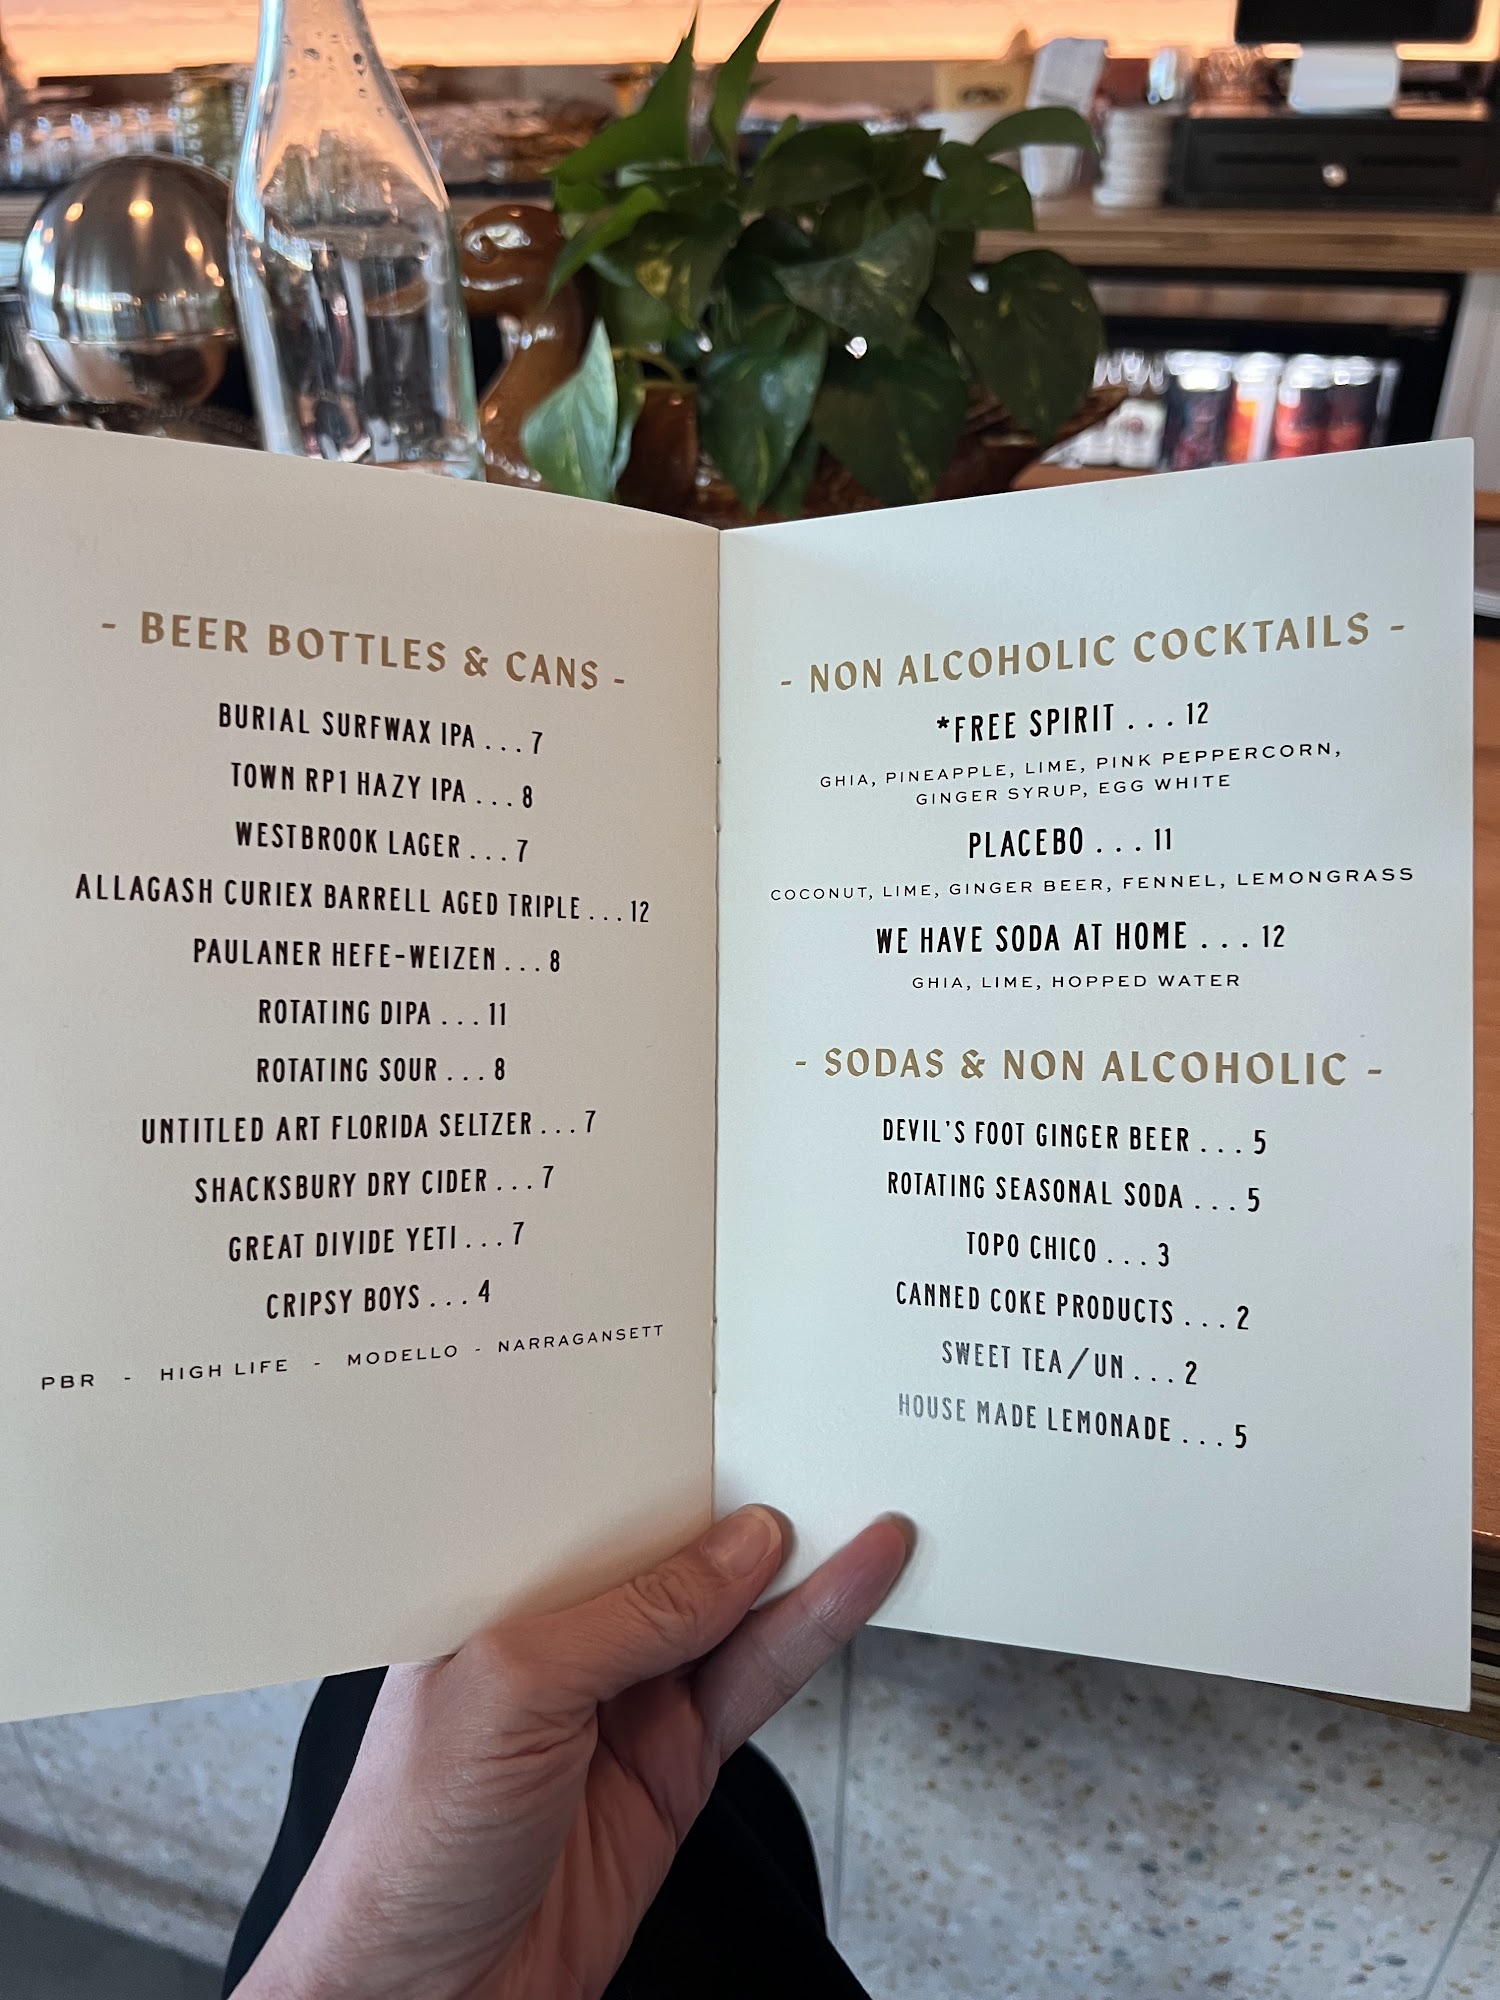 - BEER BOTTLES & CANS -
BURIAL SURFWAX IPA . . . 7
TOWN RP1 HAZY IPA . . . 8
WESTBROOK LAGER . . . 7
ALLAGASH CURIEX BARRELL AGED TRIPLE . . . 12
PAULANER HEFE-WEIZEN . . . 8
ROTATING DIPA . . . 11
ROTATING SOUR . . . 8
UNTITLED ART FLORIDA SELTZER . . . 7
SHACKSBURY DRY CIDER . . . 7
GREAT DIVIDE YETI . . . 7
CRIPSY BOYS . . . 4
PBR - HIGH LIFE - MODELLO - NARRAGANSETT
- NON ALCOHOLIC COCKTAILS -
*FREE SPIRIT . . . 12
GHIA, PINEAPPLE, LIME, PINK PEPPERCORN,
GINGER SYRUP, EGG WHITE
PLACEBO . . . 11
COCONUT, LIME, GINGER BEER, FENNEL, LEMONGRASS
WE HAVE SODA AT HOME . . . 12
GHIA, LIME, HOPPED WATER
- SODAS & NON ALCOHOLIC -
DEVIL'S FOOT GINGER BEER . . . 5
ROTATING SEASONAL SODA . . . 5
TOPO CHICO . . . 3
CANNED COKE PRODUCTS . . . 2
SWEET TEA/UN . . . 2
HOUSE MADE LEMONADE . . . 5